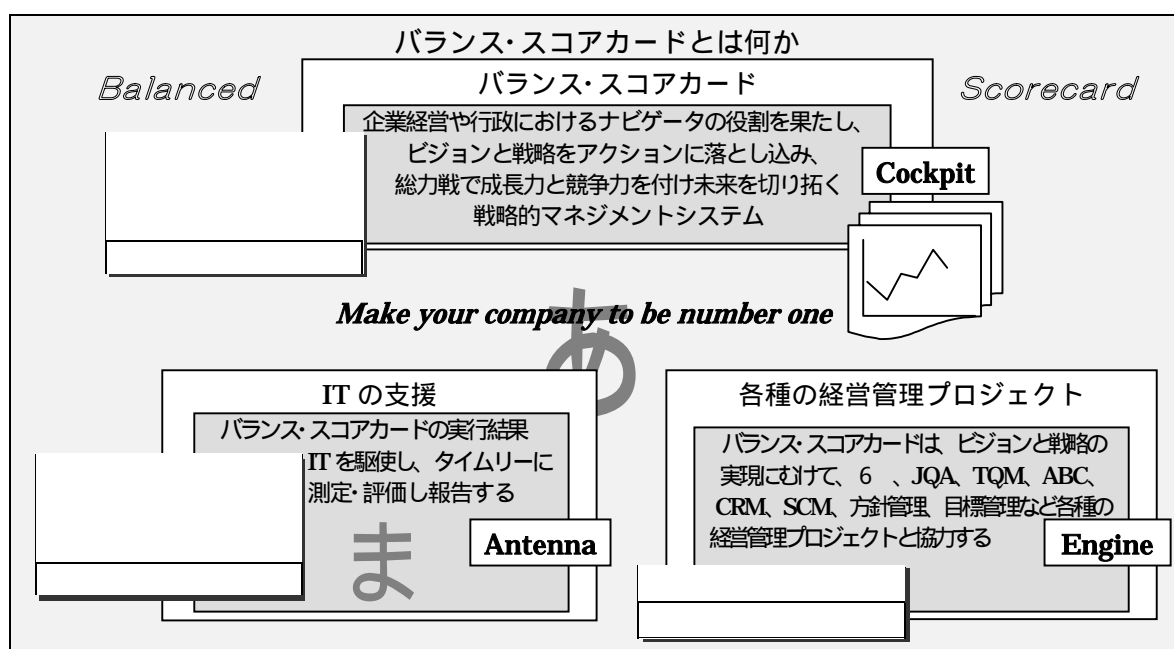 バランス・スコアカードとは何か
Balanced
Scorecard
バランス・スコアカード
企業経営や行政におけるナビゲータの役割を果たし、
ビジョンと戦略をアクションに落とし込み、
総力戦で成長力と競争力を付け未来を切り拓く
戦略的マネジメントシステム
Cockpit
あ
Make your company to be number one
IT の支援
バランス・スコアカードの実行結果
IT を駆使し、タイムリーに
測定・評価し報告する
ま
Antenna
各種の経営管理プロジェクト
バランス・スコアカードは、ビジョンと戦略の
実現にむけて、6 、JQA、TQM、ABC、
CRM、SCM、方針管理、目標管理など各種の
経営管理プロジェクトと協力する
Engine